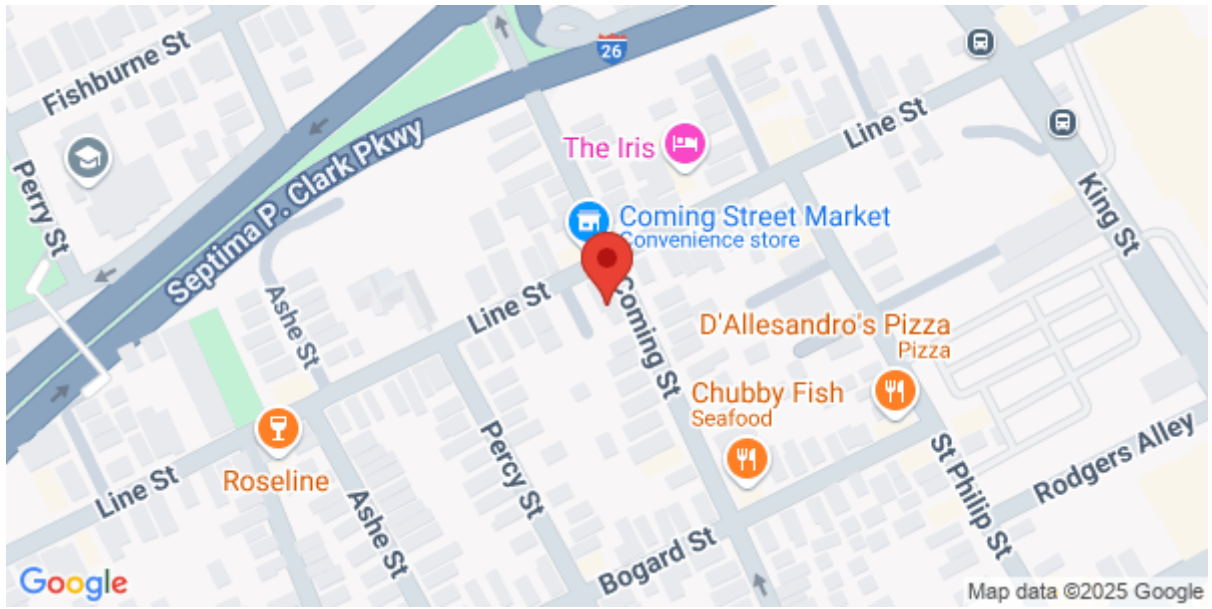 Fishburne St
26
Perry St
Septima P. Clark Pkwy
The Iris
Line St
King St
Coming Street Market
Convenience store
Ashe St
Line St
Coming St
D'Allesandro's Pizza
Pizza
Chubby Fish
Seafood
Roseline
Line St
Percy St
Ashe St
St Philip St
Rodgers Alley
Bogard St
Google
Map data ©2025 Google